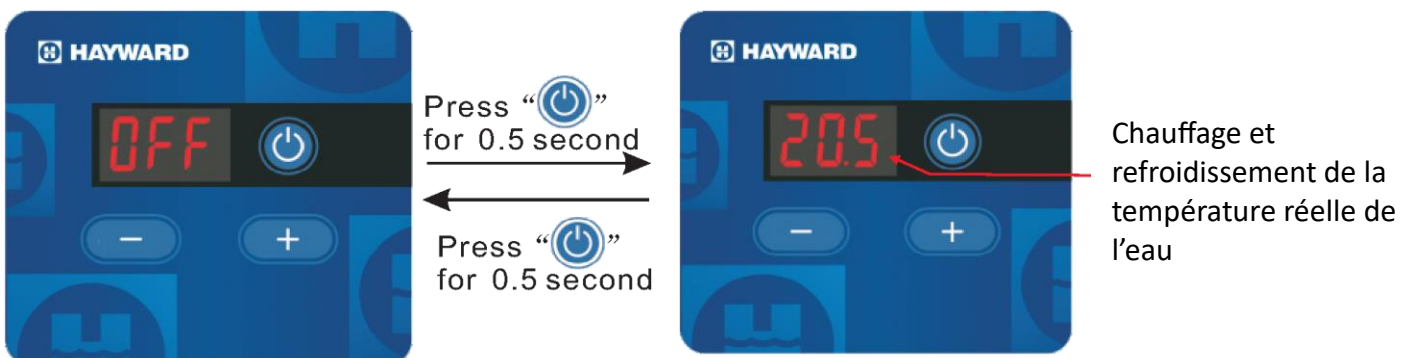 HAYWARD
OFF
Press “ ”
for 0.5 second
Press “ ”
for 0.5 second
HAYWARD
20.5
Chauffage et
refroidissement de la
température réelle de
l’eau